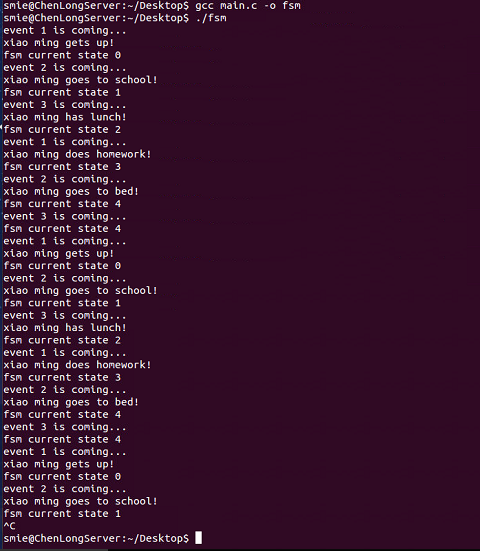 smie@ChenLongServer:~/Desktop$ gcc main.c -o fsm
smie@ChenLongServer:~/Desktop$ ./fsm
event 1 is coming...
xiao ming gets up!
fsm current state 0
event 2 is coming...
xiao ming goes to school!
fsm current state 1
event 3 is coming...
xiao ming has lunch!
fsm current state 2
event 1 is coming...
xiao ming does homework!
fsm current state 3
event 2 is coming...
xiao ming goes to bed!
fsm current state 4
event 3 is coming...
fsm current state 4
event 1 is coming...
xiao ming gets up!
fsm current state 0
event 2 is coming...
xiao ming goes to school!
fsm current state 1
event 3 is coming...
xiao ming has lunch!
fsm current state 2
event 1 is coming...
xiao ming does homework!
fsm current state 3
event 2 is coming...
xiao ming goes to bed!
fsm current state 4
event 3 is coming...
fsm current state 4
event 1 is coming...
xiao ming gets up!
fsm current state 0
event 2 is coming...
xiao ming goes to school!
fsm current state 1
^C
smie@ChenLongServer:~/Desktop$